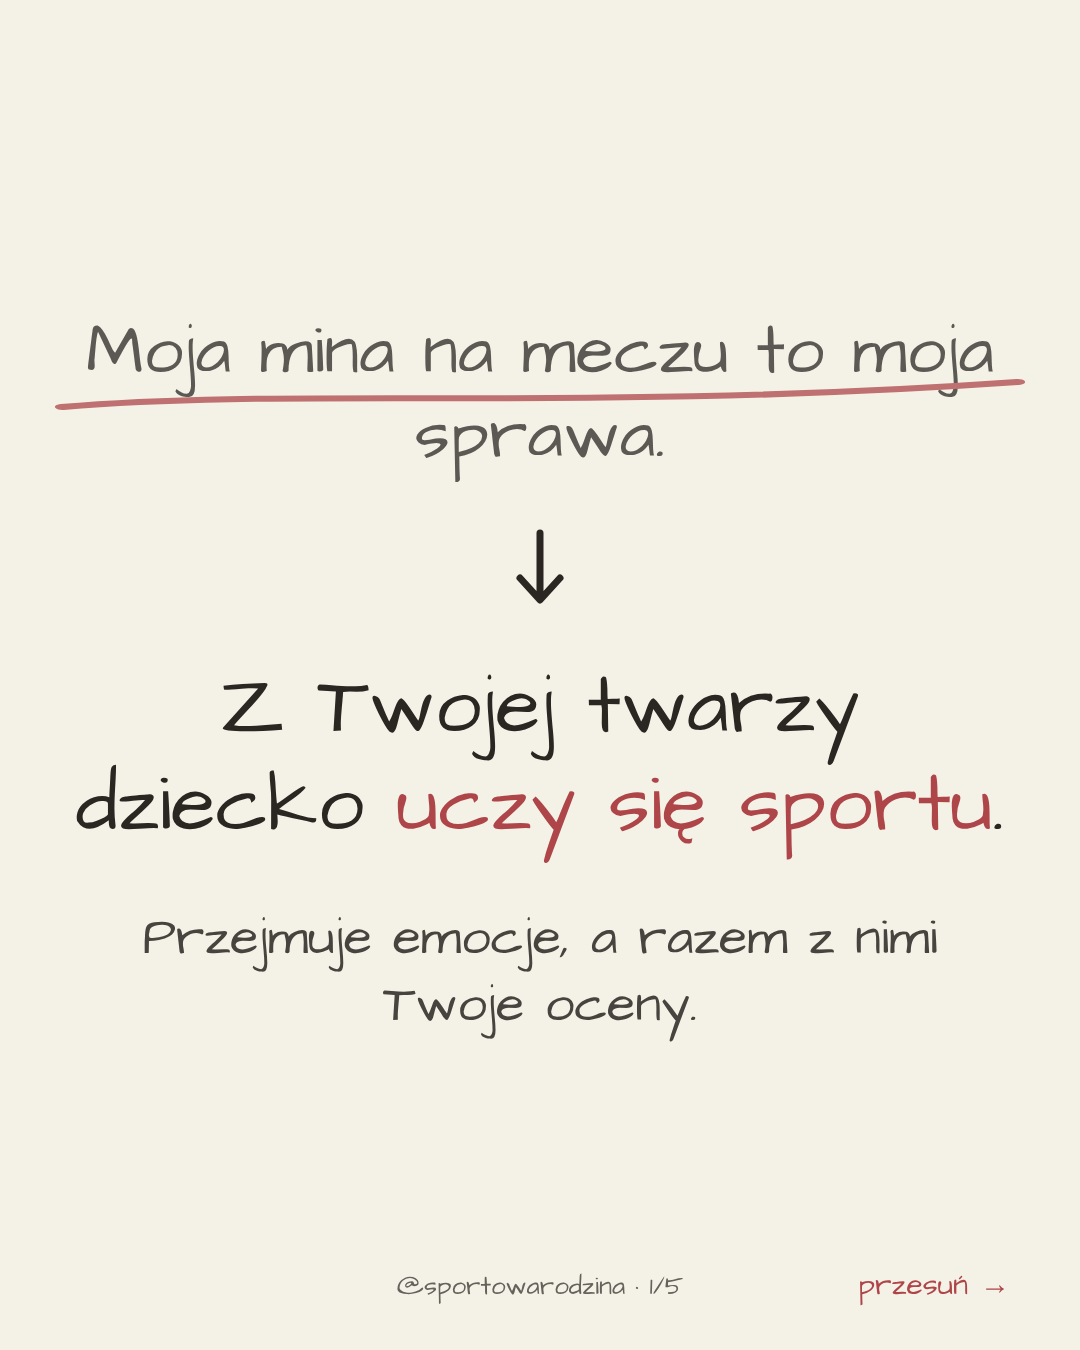 Moja mina na meczu to moja
sprawa.
↓
Z Twojej twarzy
dziecko uczy się sportu.
Przejmuje emocje, a razem z nimi
Twoje oceny.
@sportowarodzina · 1/5
przesuń →